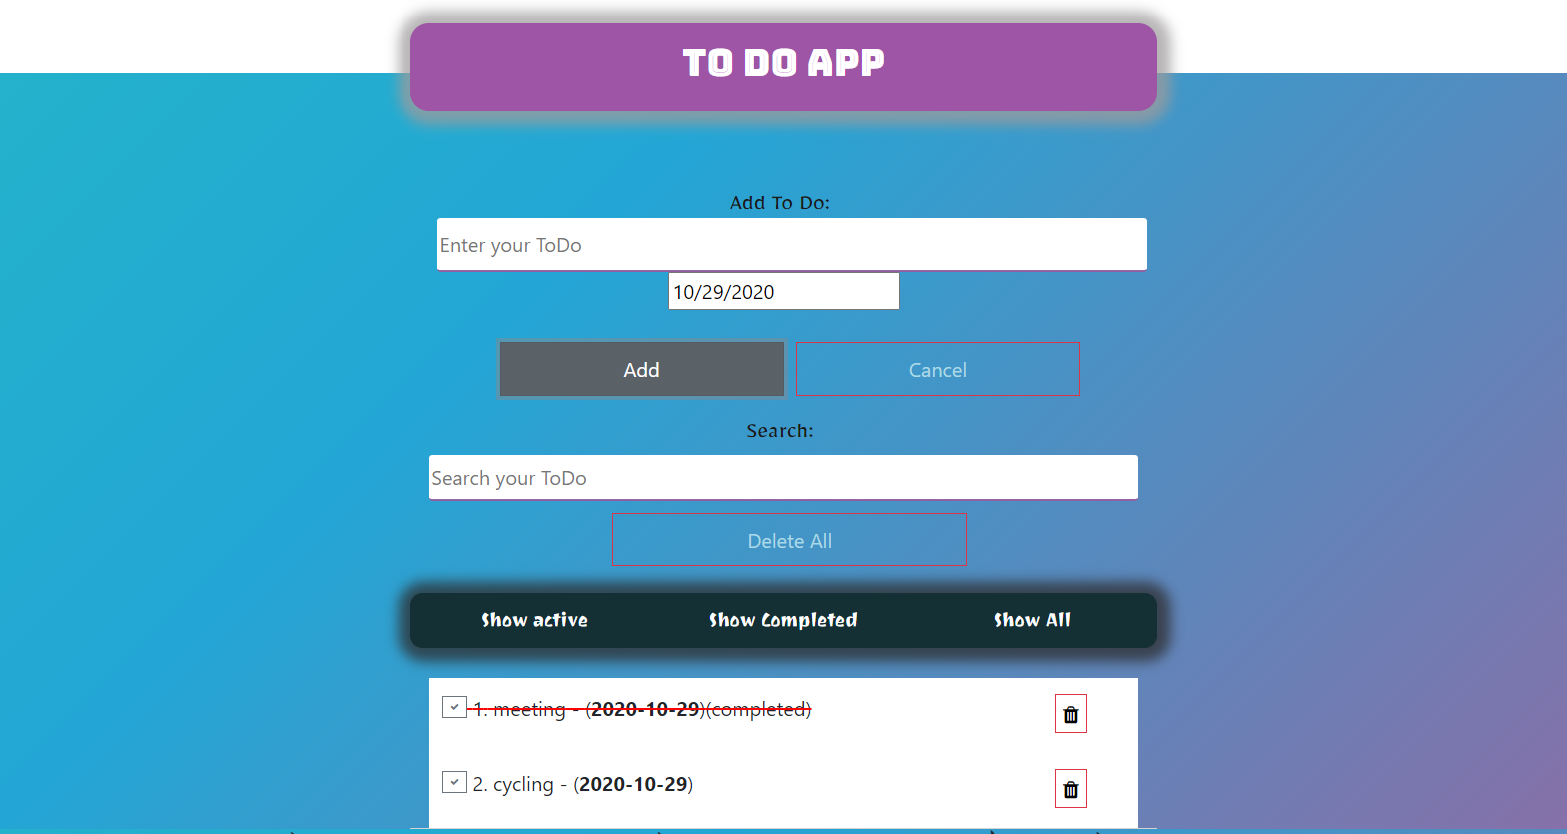 TO DO APP
Add To Do:
Enter your ToDo
10/29/2020
Add
Cancel
Search:
Search your ToDo
Delete All
Show active
Show Completed
Show All
1. meeting - (2020-10-29)(completed)
2. cycling - (2020-10-29)